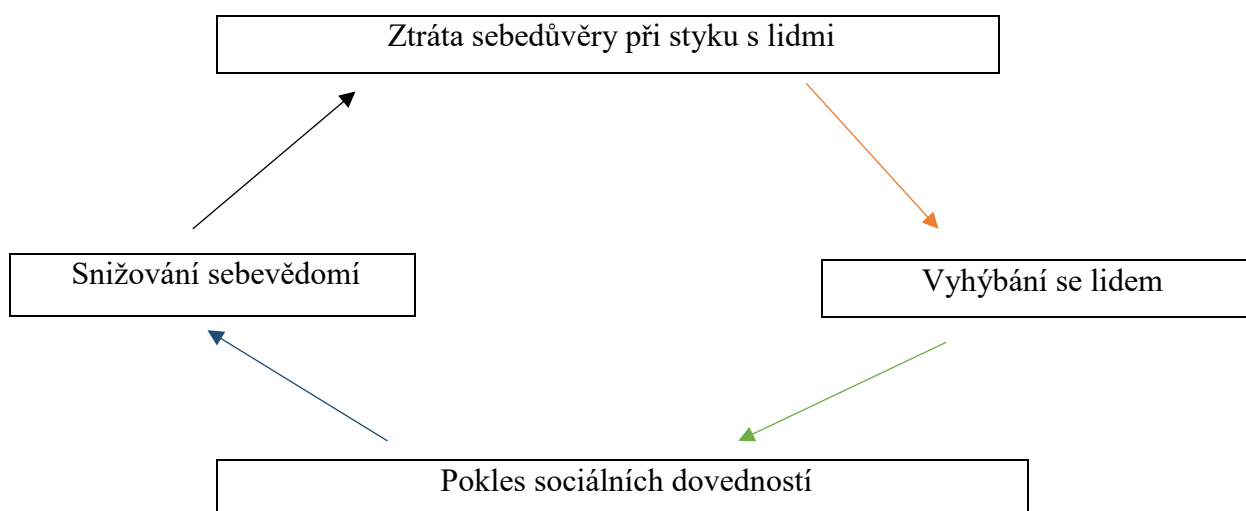 Ztráta sebedůvěry při styku s lidmi
Snižování sebevědomí
Vyhýbání se lidem
Pokles sociálních dovedností